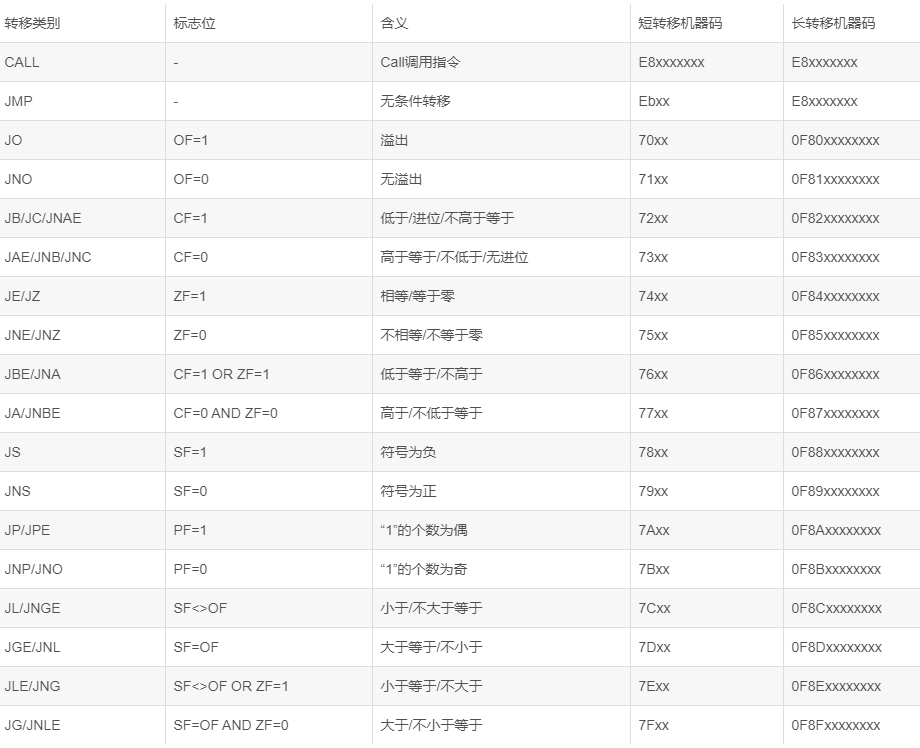 转移类别 标志位 含义 短转移机器码 长转移机器码
CALL - Call调用指令 E8xxxxxxx E8xxxxxxx
JMP - 无条件转移 Ebxx E8xxxxxxx
JO OF=1 溢出 70xx 0F80xxxxxxxx
JNO OF=0 无溢出 71xx 0F81xxxxxxxx
JB/JC/JNAE CF=1 低于/进位/不高于等于 72xx 0F82xxxxxxxx
JAE/JNB/JNC CF=0 高于等于/不低于/无进位 73xx 0F83xxxxxxxx
JE/JZ ZF=1 相等/等于零 74xx 0F84xxxxxxxx
JNE/JNZ ZF=0 不相等/不等于零 75xx 0F85xxxxxxxx
JBE/JNA CF=1 OR ZF=1 低于等于/不高于 76xx 0F86xxxxxxxx
JA/JNBE CF=0 AND ZF=0 高于/不低于等于 77xx 0F87xxxxxxxx
JS SF=1 符号为负 78xx 0F88xxxxxxxx
JNS SF=0 符号为正 79xx 0F89xxxxxxxx
JP/JPE PF=1 “1”的个数为偶 7Axx 0F8Axxxxxxxx
JNP/JNO PF=0 “1”的个数为奇 7Bxx 0F8Bxxxxxxxx
JL/JNGE SF<>OF 小于/不大于等于 7Cxx 0F8Cxxxxxxxx
JGE/JNL SF=OF 大于等于/不小于 7Dxx 0F8Dxxxxxxxx
JLE/JNG SF<>OF OR ZF=1 小于等于/不大于 7Exx 0F8Exxxxxxxx
JG/JNLE SF=OF AND ZF=0 大于/不小于等于 7Fxx 0F8Fxxxxxxxx